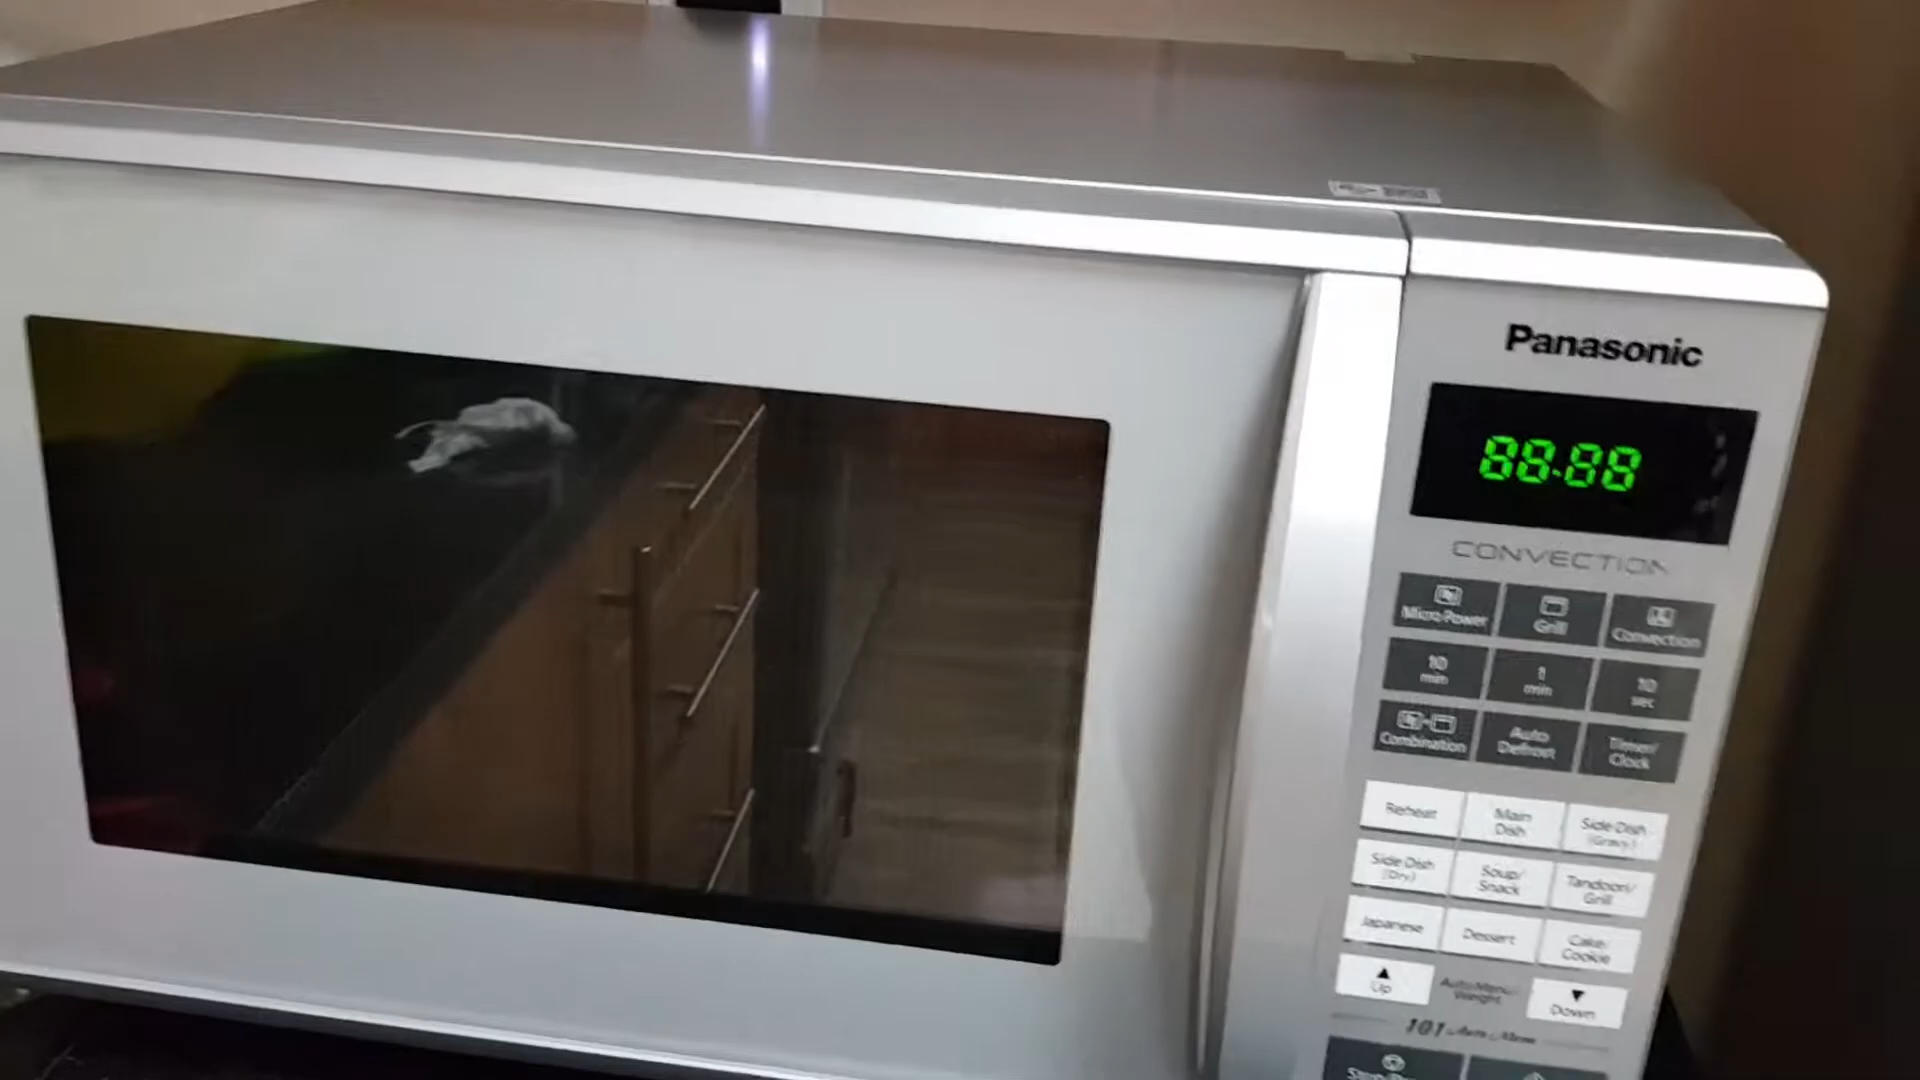 Panasonic
88:88
CONVECTION
Micro Power
Grill
Convection
10
min
1
min
10
sec
Combination
Auto
Defrost
Timer/
Clock
Reheat
Main
Dish
Side Dish
(Gravy)
Side Dish
(Dry)
Soup/
Snack
Tandoori/
Grill
Japanese
Dessert
Cake/
Cookie
Up
Auto Menu/
Weight
Down
101 Auto Menu